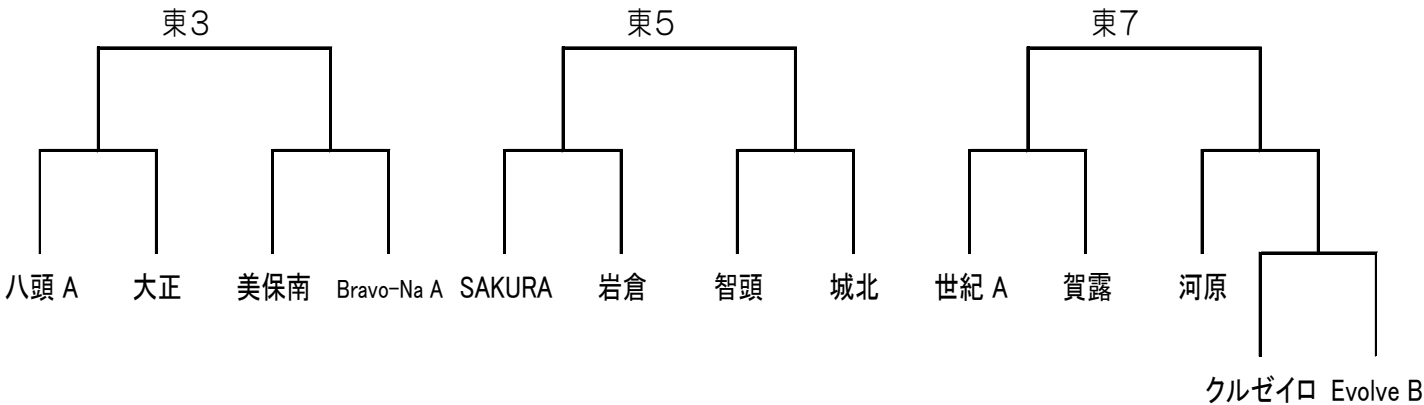 東3 東5 東7
八頭 A 大正 美保南 Bravo-Na A SAKURA 岩倉 智頭 城北 世紀 A 賀露 河原
クルゼイロ Evolve B